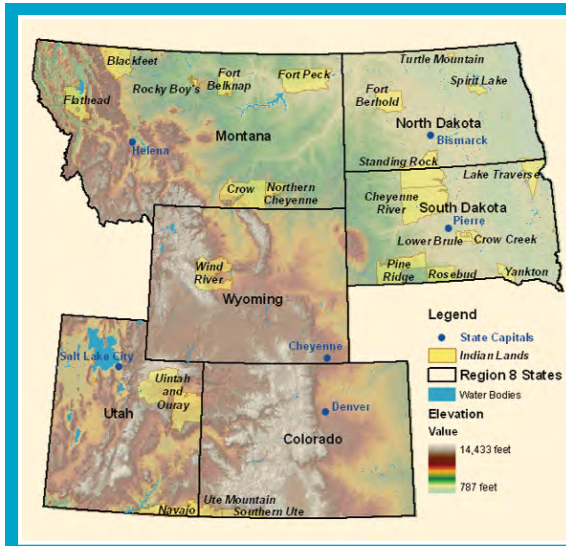 Blackfeet
Rocky Boy's
Fort
Belknap
Fort Peck
Flathead
Helena
Montana
Crow
Northern
Cheyenne
Turtle Mountain
Spirit Lake
Fort
Berhold
North Dakota
Bismarck
Standing Rock
Lake Traverse
Cheyenne
River
South Dakota
Pierre
Lower Brule
Crow Creek
Pine
Ridge
Rosebud
Yankton
Wind
River
Wyoming
Cheyenne
Salt Lake City
Uintah
and
Ouray
Utah
Navajo
Denver
Colorado
Ute Mountain
Southern Ute
Legend
State Capitals
Indian Lands
Region 8 States
Water Bodies
Elevation
Value
14,433 feet
787 feet